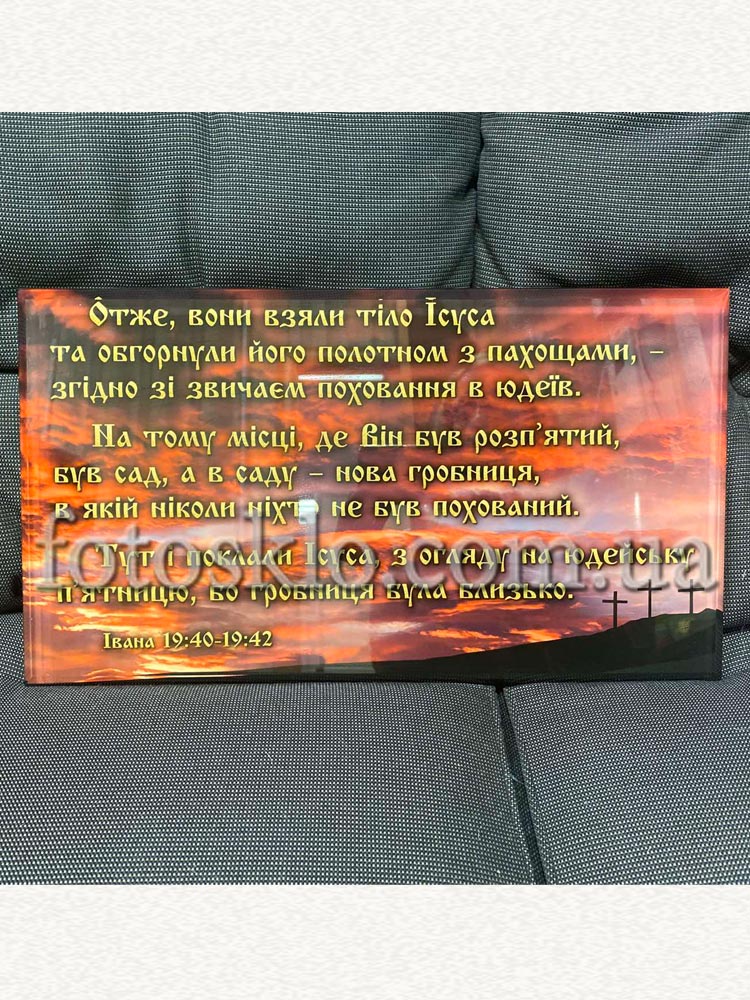 Отже, вони взяли тіло Ісуса
та обгорнули його полотном з пахощами, –
згідно зі звичаєм поховання в юдеїв.
На тому місці, де Він був розп'ятий,
був сад, а в саду – нова гробниця,
в якій ніколи ніхто не був похований.
fotosklo.com.ua
Тут і поклали Ісуса, з огляду на юдейську
п'ятницю, бо гробниця була близько.
Івана 19:40-19:42